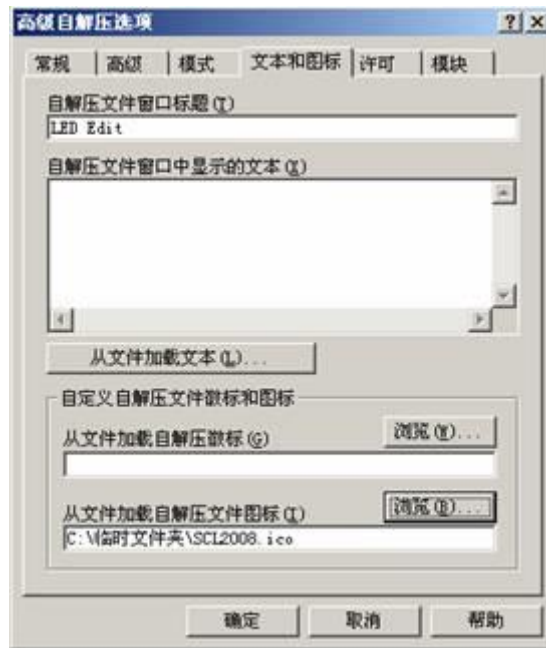 高级自解压选项
常规 高级 模式 文本和图标 许可 模块
自解压文件窗口标题(T)
LED Edit
自解压文件窗口中显示的文本(X)
从文件加载文本(L)...
自定义自解压文件徽标和图标
从文件加载自解压徽标(G)
浏览(W)...
从文件加载自解压文件图标(I)
浏览(B)...
C:\临时文件夹\SCL2008.ico
确定 取消 帮助